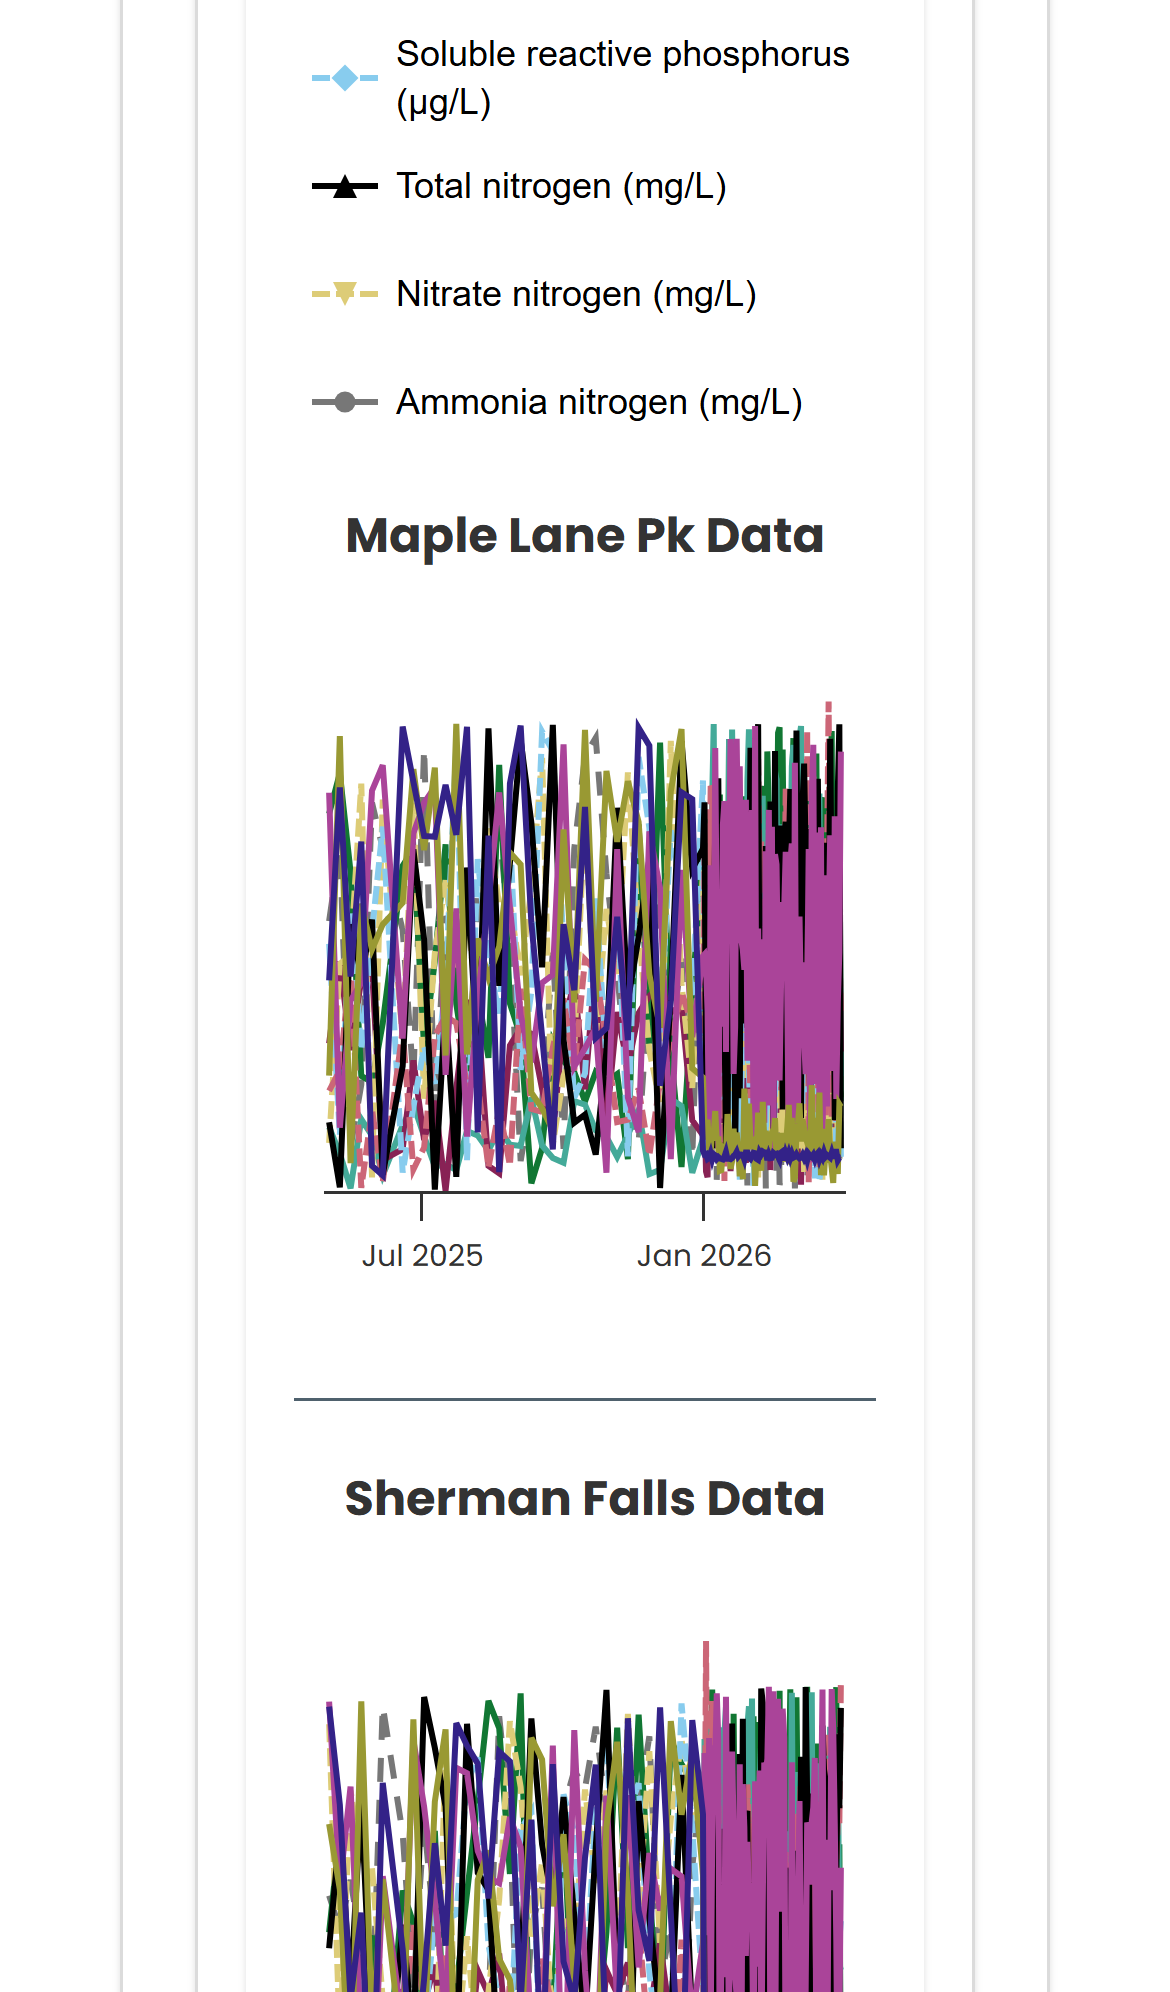 Soluble reactive phosphorus
(µg/L)
Total nitrogen (mg/L)
Nitrate nitrogen (mg/L)
Ammonia nitrogen (mg/L)
Maple Lane Pk Data
Jul 2025
Jan 2026
Sherman Falls Data